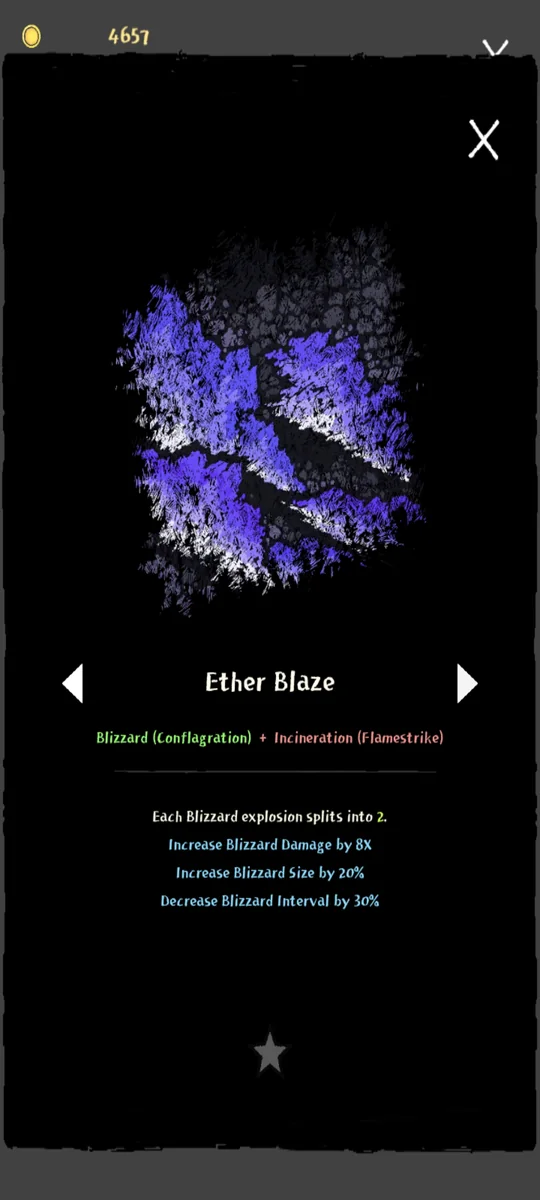 4657
X
Ether Blaze
Blizzard (Conflagration) + Incineration (Flamestrike)
Each Blizzard explosion splits into 2.
Increase Blizzard Damage by 8X
Increase Blizzard Size by 20%
Decrease Blizzard Interval by 30%